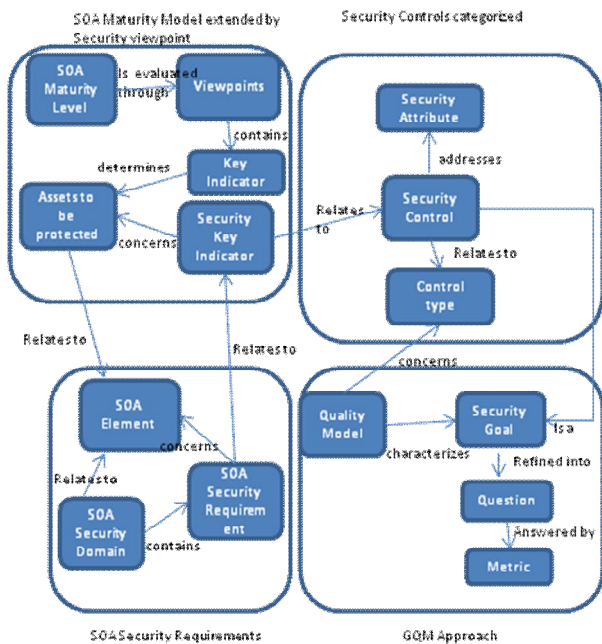 SOA Maturity Model extended by
Security viewpoint
Security Controls categorized
SOA
Maturity
Level
Is evaluated
through
Viewpoints
contains
Key
Indicator
determines
Assets to
be
protected
concerns
Security
Key
Indicator
Relates
to
Security
Attribute
addresses
Security
Control
Relates to
Control
type
Relates to
Relates to
concerns
SOA
Element
concerns
Relates to
SOA
Security
Domain
contains
SOA
Security
Requirem
ent
Quality
Model
characterizes
Security
Goal
Is a
Refined into
Question
Answered by
Metric
SOA Security Requirements
GQM Approach